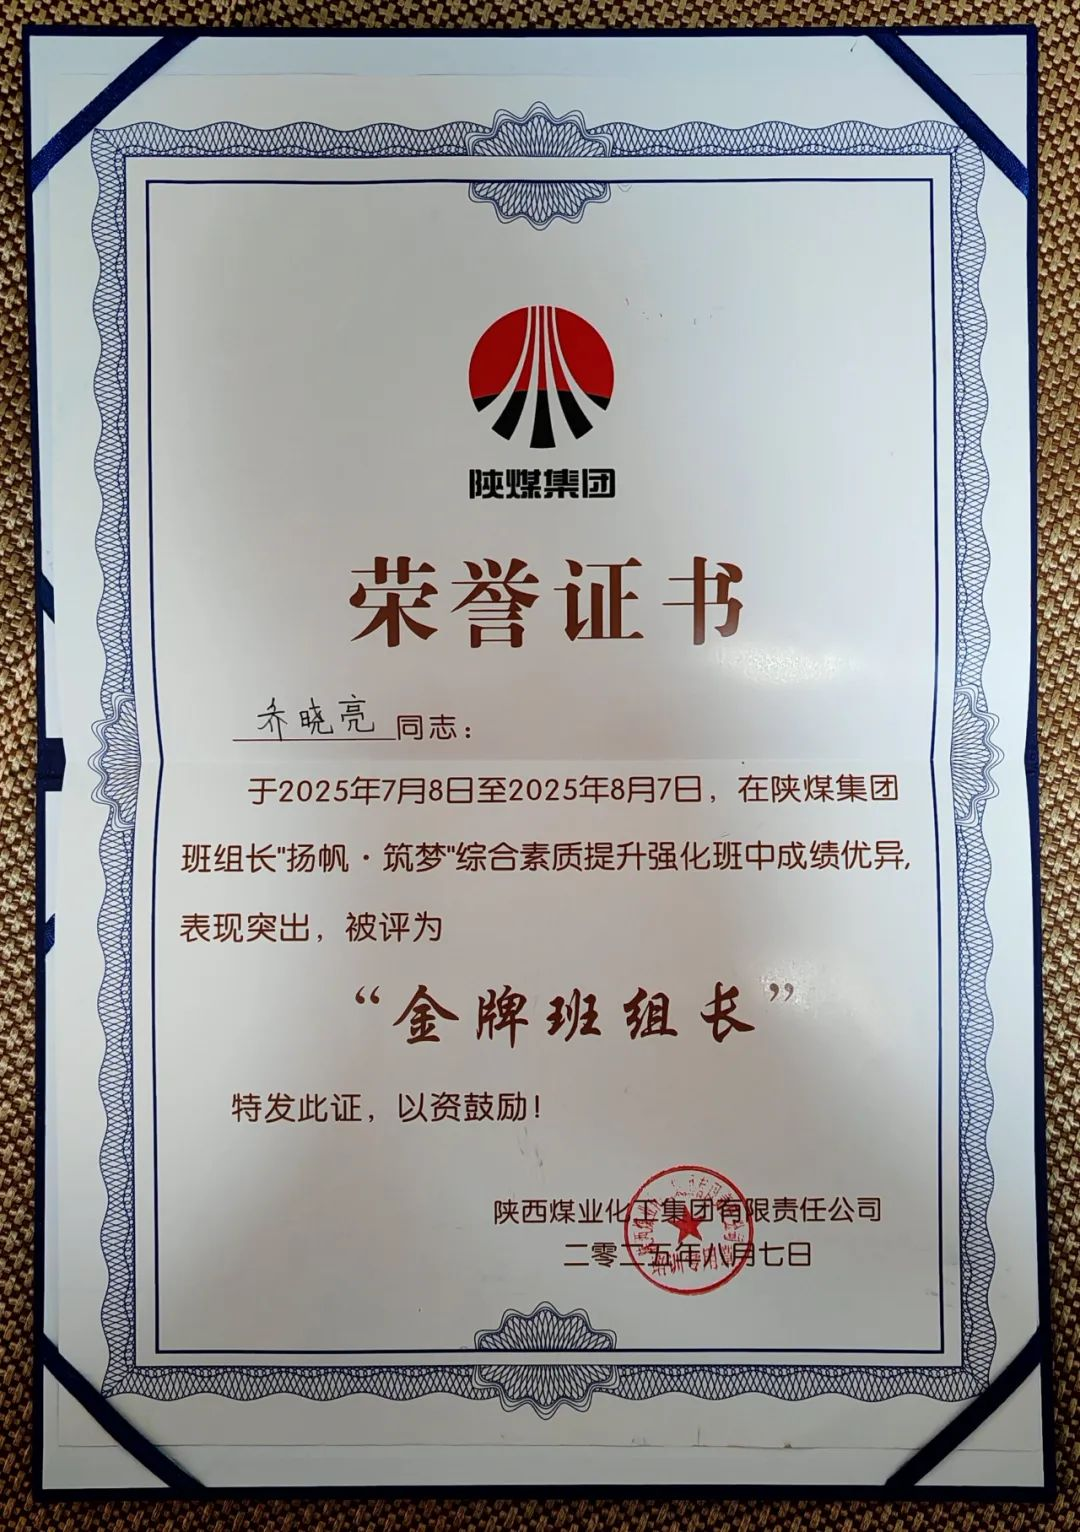 陕煤集团
荣誉证书
齐晓亮同志：
于2025年7月8日至2025年8月7日，在陕煤集团
班组长"扬帆·筑梦"综合素质提升强化班中成绩优异，
表现突出，被评为
“金牌班组长”
特发此证，以资鼓励！
陕西煤业化工集团有限责任公司
二零二五年八月七日